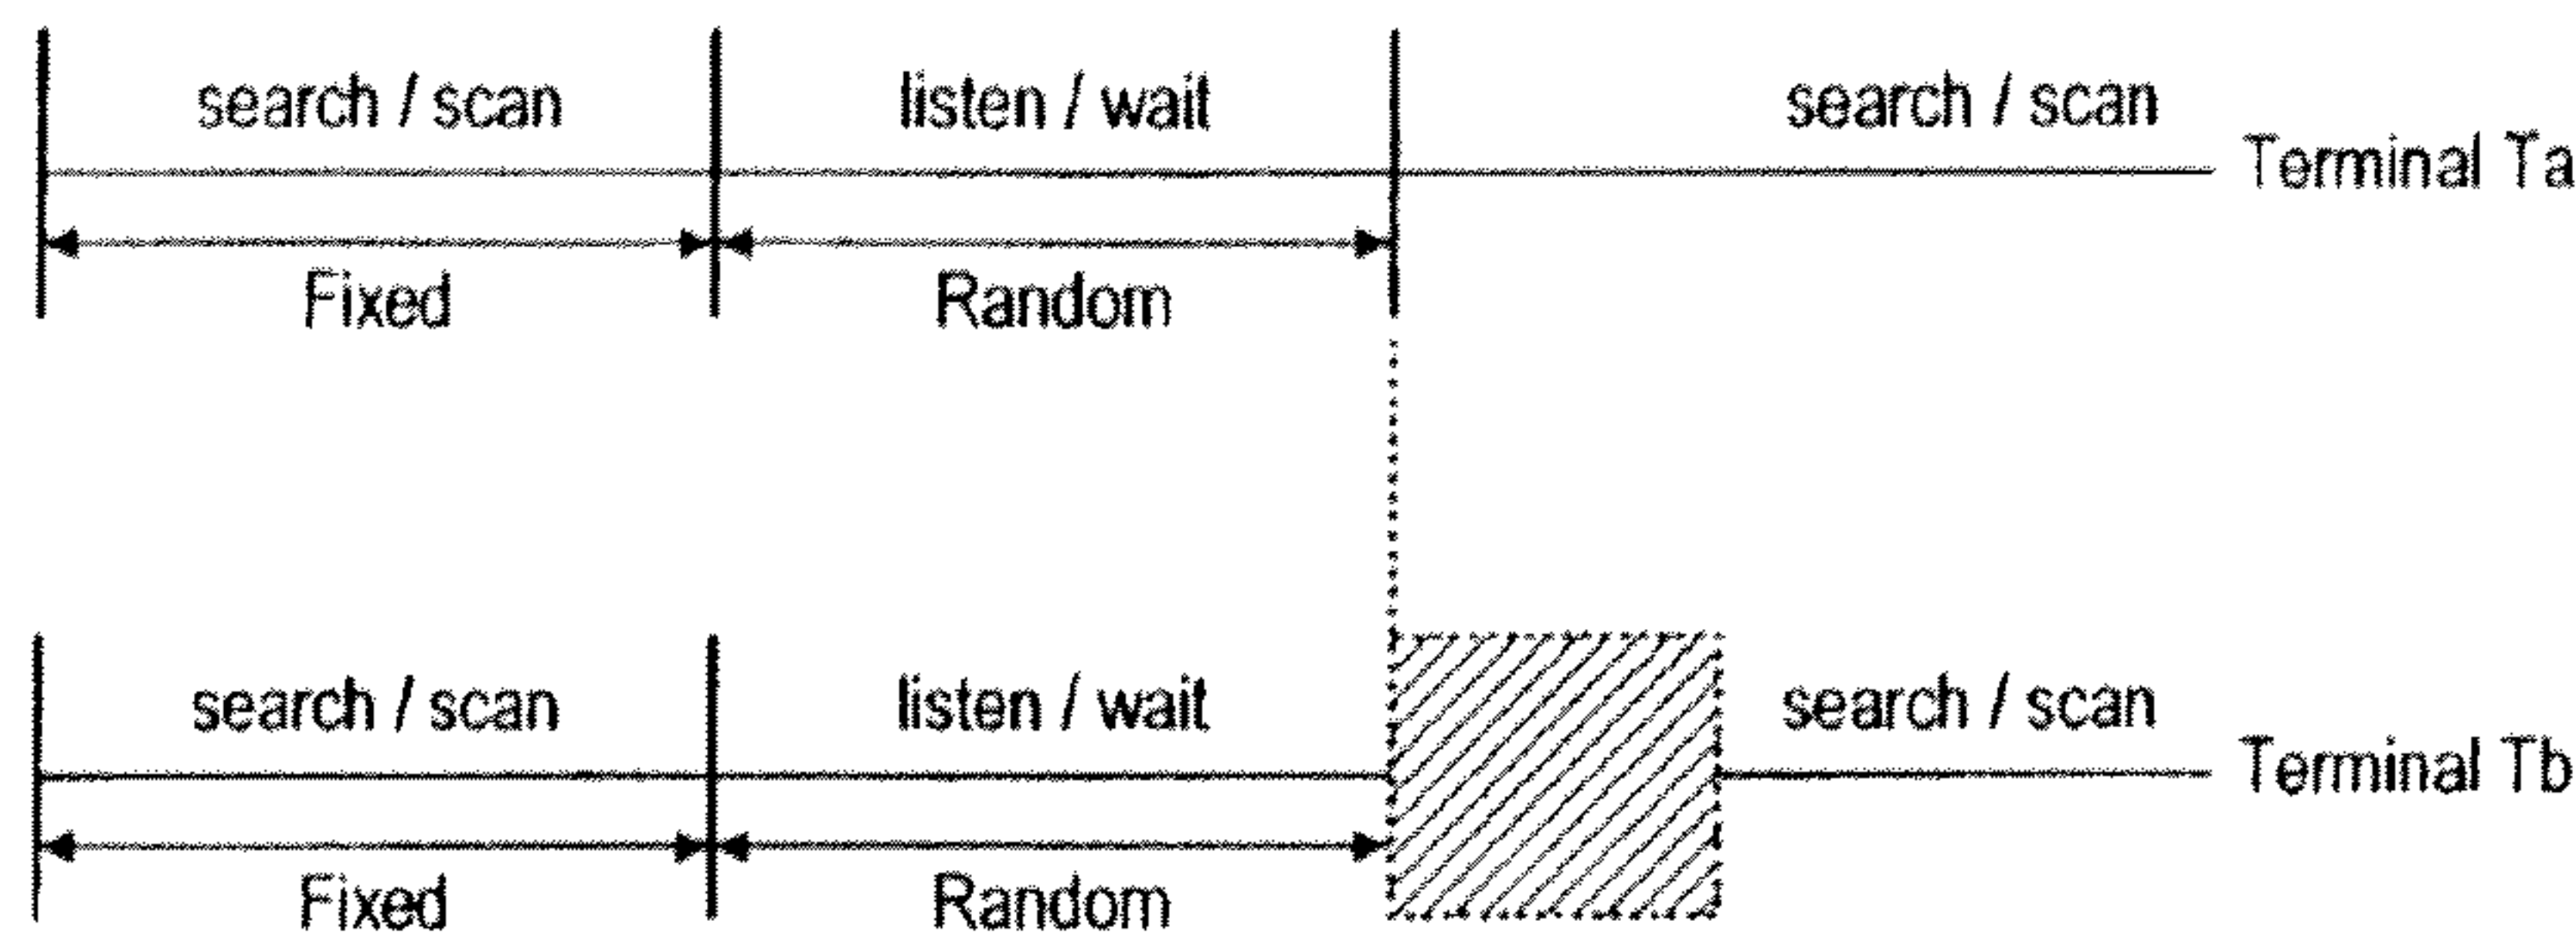 search / scan listen / wait search / scan
Terminal Ta
Fixed Random
search / scan listen / wait search / scan
Terminal Tb
Fixed Random